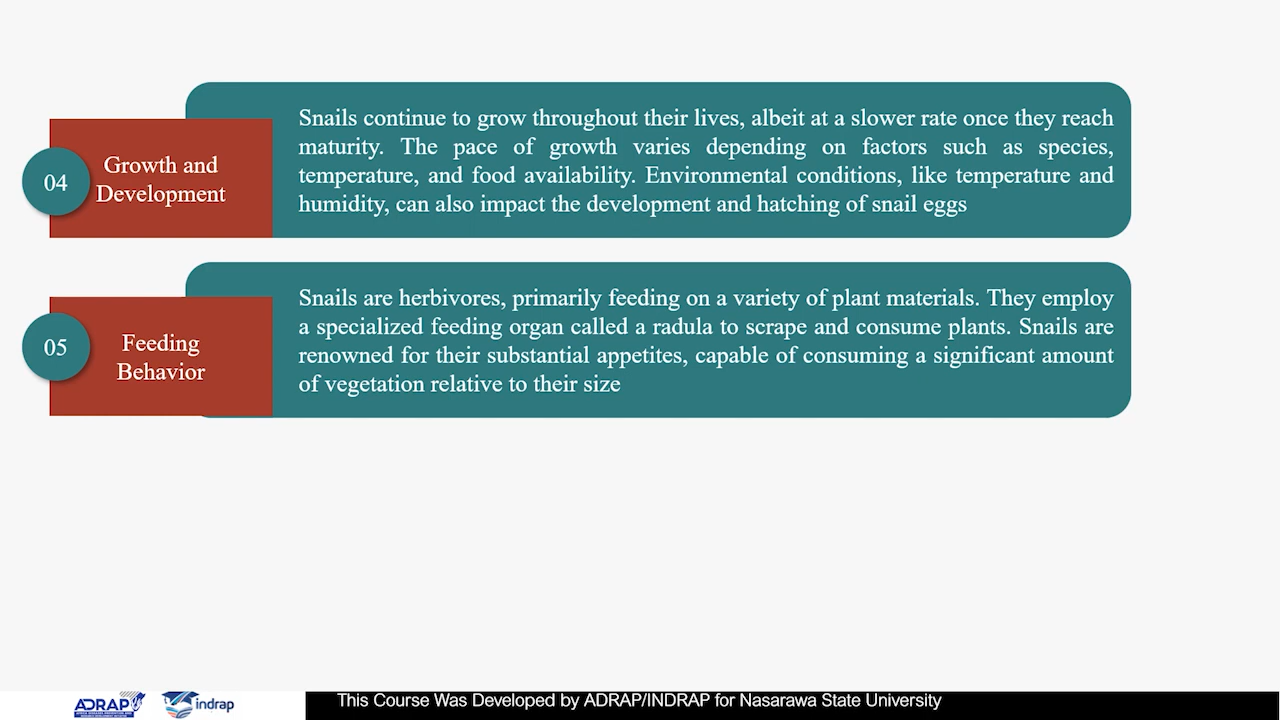 Snails continue to grow throughout their lives, albeit at a slower rate once they reach
maturity. The pace of growth varies depending on factors such as species,
temperature, and food availability. Environmental conditions, like temperature and
humidity, can also impact the development and hatching of snail eggs
04
Growth and
Development
Snails are herbivores, primarily feeding on a variety of plant materials. They employ
a specialized feeding organ called a radula to scrape and consume plants. Snails are
renowned for their substantial appetites, capable of consuming a significant amount
of vegetation relative to their size
05
Feeding
Behavior
ADRAP
indrap
This Course Was Developed by ADRAP/INDRAP for Nasarawa State University